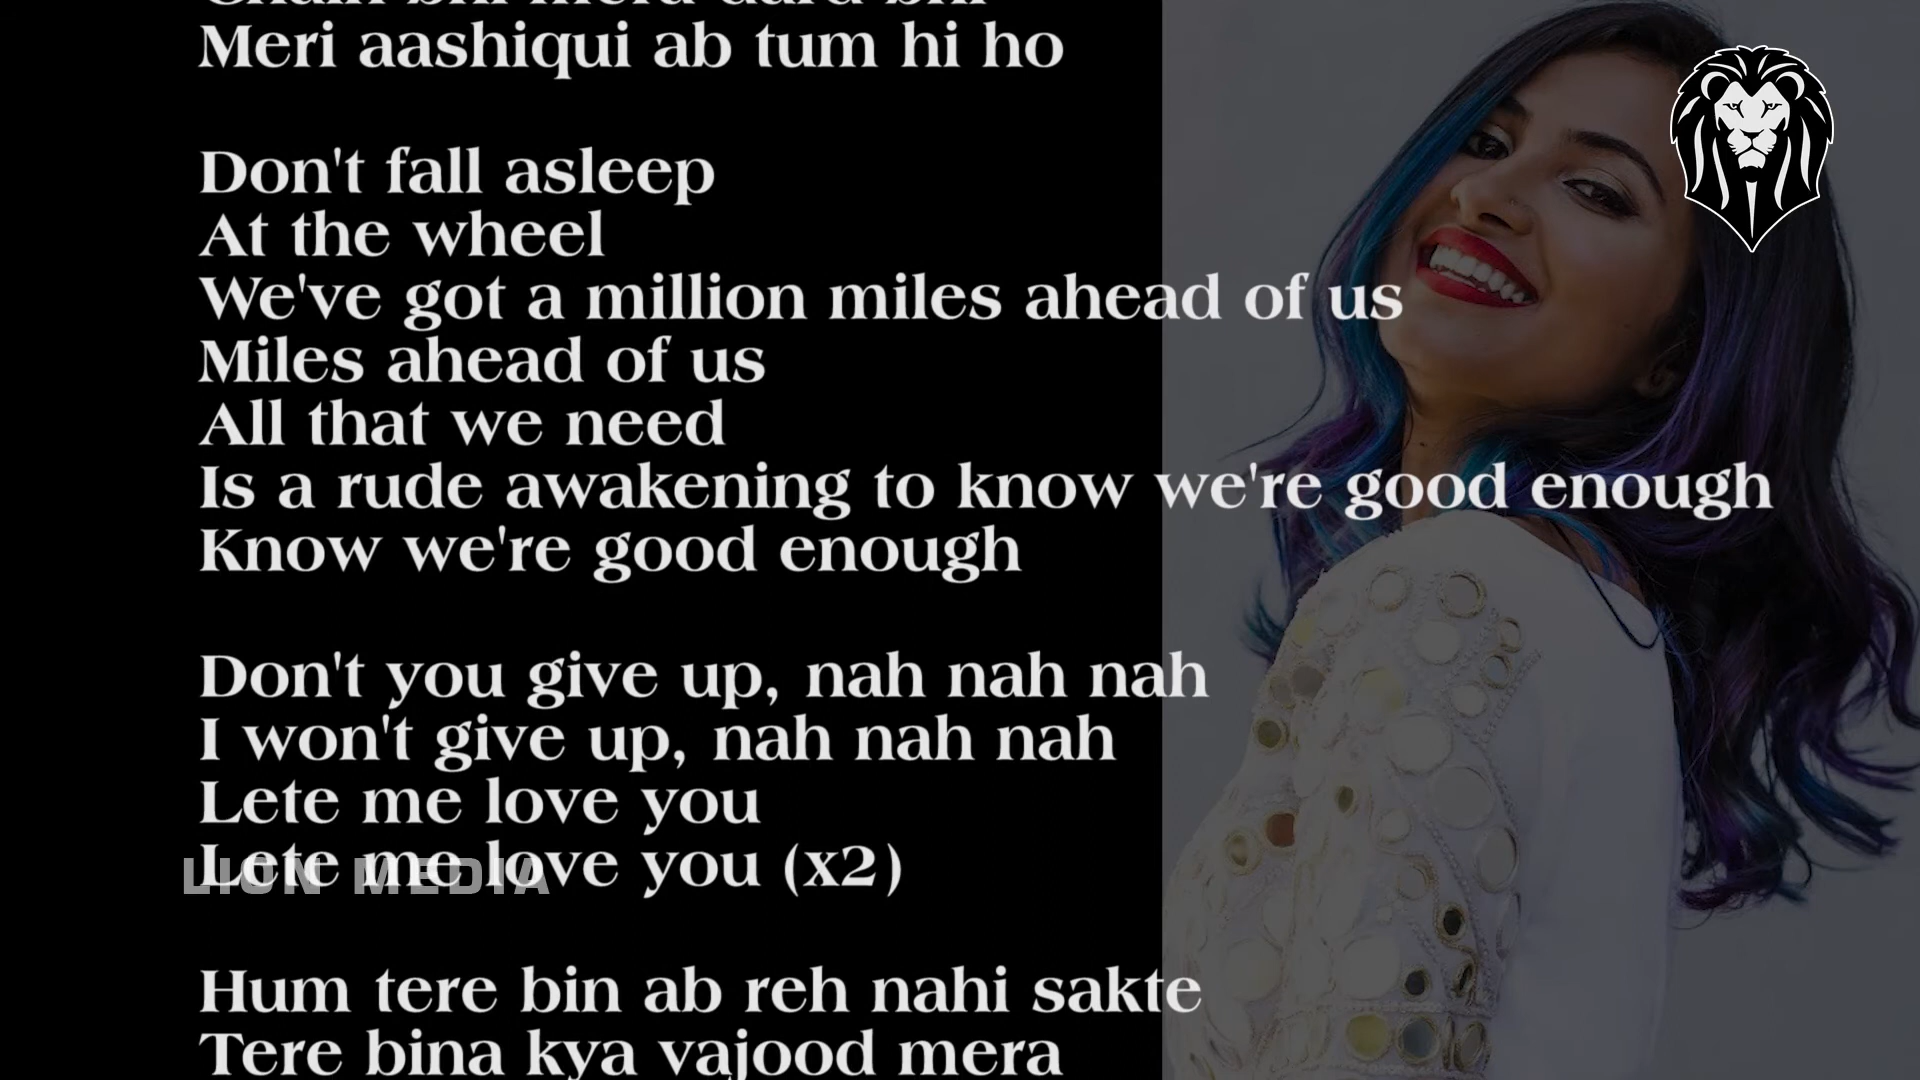 Meri aashiqui ab tum hi ho
Don't fall asleep
At the wheel
We've got a million miles ahead of us
Miles ahead of us
All that we need
Is a rude awakening to know we're good enough
Know we're good enough
Don't you give up, nah nah nah
I won't give up, nah nah nah
Lete me love you
Lete me love you (x2)
LION MEDIA
Hum tere bin ab reh nahi sakte
Tere bina kya vajood mera